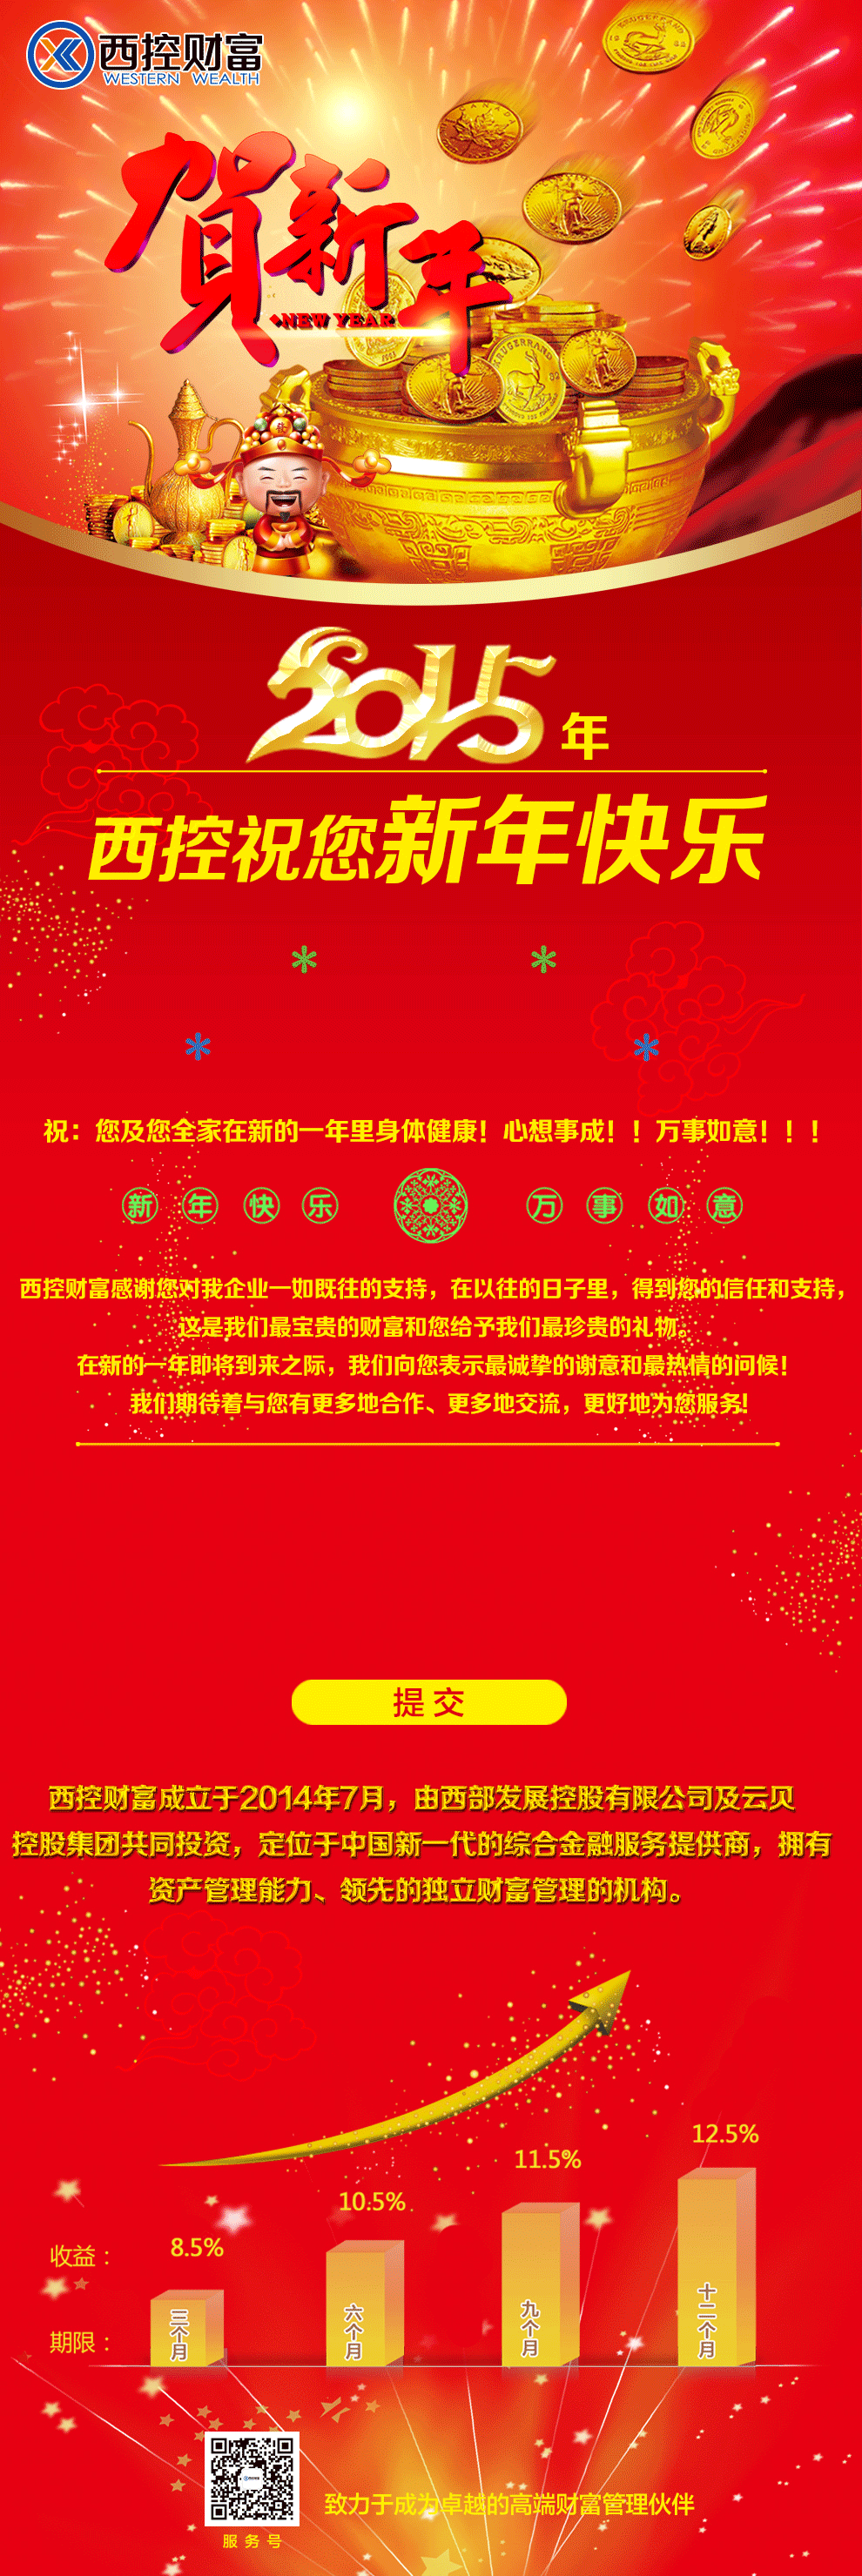 西控财富
WESTERN WEALTH
賀新年
NEW YEAR
2015年
西控祝您新年快乐
祝：您及您全家在新的一年里身体健康！心想事成！！万事如意！！！
新年快乐 万事如意
西控财富感谢您对我企业一如既往的支持，在以往的日子里，得到您的信任和支持，
这是我们最宝贵的财富和您给予我们最珍贵的礼物。
在新的一年即将到来之际，我们向您表示最诚挚的谢意和最热情的问候！
我们期待着与您有更多地合作、更多地交流，更好地为您服务!
提交
西控财富成立于2014年7月，由西部发展控股有限公司及云贝
控股集团共同投资，定位于中国新一代的综合金融服务提供商，拥有
资产管理能力、领先的独立财富管理的机构。
收益： 8.5% 10.5% 11.5% 12.5%
期限： 三个月 六个月 九个月 十二个月
致力于成为卓越的高端财富管理伙伴
服务号